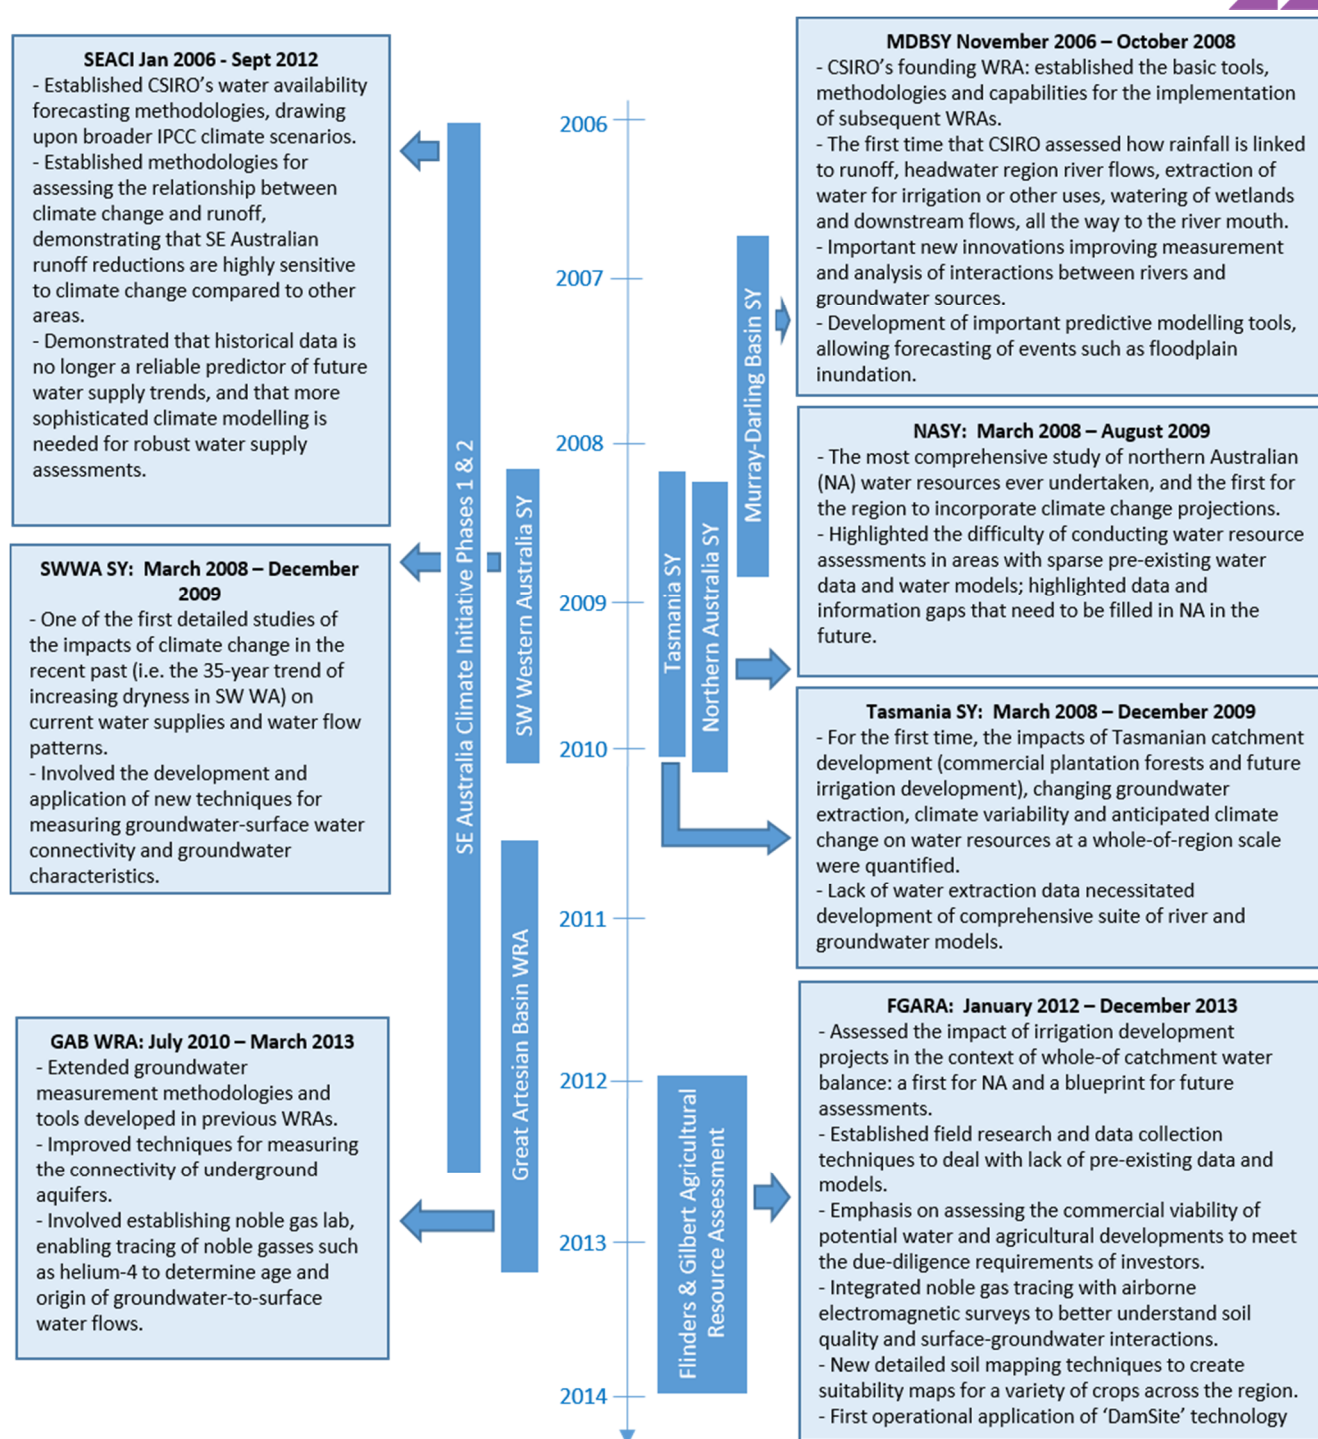 SEACI Jan 2006 - Sept 2012
- Established CSIRO's water availability
forecasting methodologies, drawing
upon broader IPCC climate scenarios.
- Established methodologies for
assessing the relationship between
climate change and runoff,
demonstrating that SE Australian
runoff reductions are highly sensitive
to climate change compared to other
areas.
- Demonstrated that historical data is
no longer a reliable predictor of future
water supply trends, and that more
sophisticated climate modelling is
needed for robust water supply
assessments.
SWWA SY: March 2008 – December
2009
- One of the first detailed studies of
the impacts of climate change in the
recent past (i.e. the 35-year trend of
increasing dryness in SW WA) on
current water supplies and water flow
patterns.
- Involved the development and
application of new techniques for
measuring groundwater-surface water
connectivity and groundwater
characteristics.
GAB WRA: July 2010 – March 2013
- Extended groundwater
measurement methodologies and
tools developed in previous WRAs.
- Improved techniques for measuring
the connectivity of underground
aquifers.
- Involved establishing noble gas lab,
enabling tracing of noble gasses such
as helium-4 to determine age and
origin of groundwater-to-surface
water flows.
SE Australia Climate Initiative Phases 1 & 2
SW Western Australia SY
Great Artesian Basin WRA
2006
2007
2008
2009
2010
2011
2012
2013
2014
Tasmania SY
Northern Australia SY
Murray-Darling Basin SY
Flinders & Gilbert Agricultural
Resource Assessment
MDBSY November 2006 – October 2008
- CSIRO's founding WRA: established the basic tools,
methodologies and capabilities for the implementation
of subsequent WRAs.
- The first time that CSIRO assessed how rainfall is linked
to runoff, headwater region river flows, extraction of
water for irrigation or other uses, watering of wetlands
and downstream flows, all the way to the river mouth.
- Important new innovations improving measurement
and analysis of interactions between rivers and
groundwater sources.
- Development of important predictive modelling tools,
allowing forecasting of events such as floodplain
inundation.
NASY: March 2008 – August 2009
- The most comprehensive study of northern Australian
(NA) water resources ever undertaken, and the first for
the region to incorporate climate change projections.
- Highlighted the difficulty of conducting water resource
assessments in areas with sparse pre-existing water
data and water models; highlighted data and
information gaps that need to be filled in NA in the
future.
Tasmania SY: March 2008 – December 2009
- For the first time, the impacts of Tasmanian catchment
development (commercial plantation forests and future
irrigation development), changing groundwater
extraction, climate variability and anticipated climate
change on water resources at a whole-of-region scale
were quantified.
- Lack of water extraction data necessitated
development of comprehensive suite of river and
groundwater models.
FGARA: January 2012 – December 2013
- Assessed the impact of irrigation development
projects in the context of whole-of catchment water
balance: a first for NA and a blueprint for future
assessments.
- Established field research and data collection
techniques to deal with lack of pre-existing data and
models.
- Emphasis on assessing the commercial viability of
potential water and agricultural developments to meet
the due-diligence requirements of investors.
- Integrated noble gas tracing with airborne
electromagnetic surveys to better understand soil
quality and surface-groundwater interactions.
- New detailed soil mapping techniques to create
suitability maps for a variety of crops across the region.
- First operational application of 'DamSite' technology